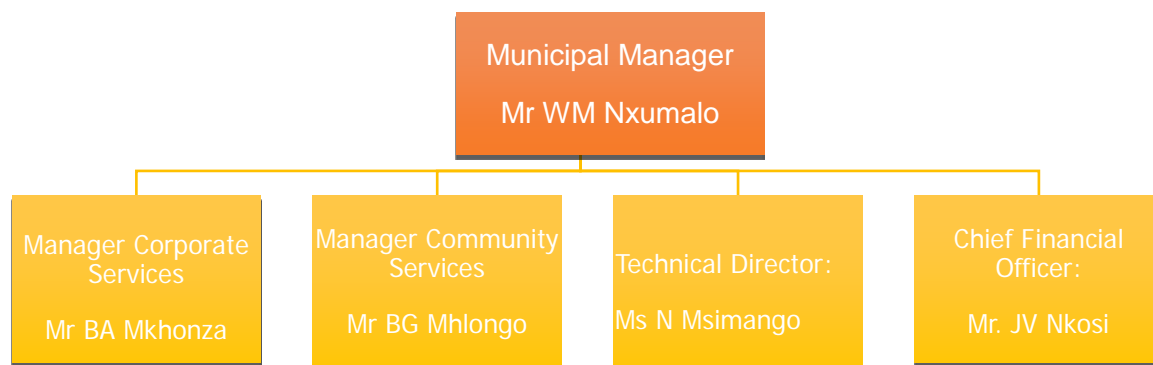 Municipal Manager
Mr WM Nxumalo
Manager Corporate
Services
Mr BA Mkhonza
Manager Community
Services
Mr BG Mhlongo
Technical Director:
Ms N Msimango
Chief Financial
Officer:
Mr. JV Nkosi